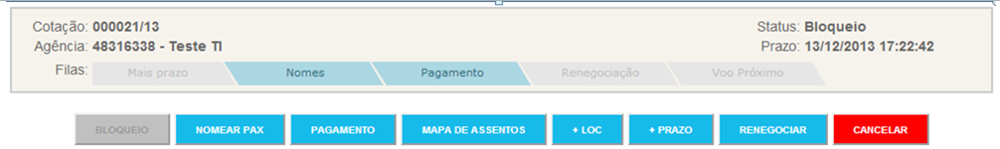 Cotação: 000021/13 Status: Bloqueio
Agência: 48316338 - Teste TI Prazo: 13/12/2013 17:22:42
Filas: Mais prazo Nomes Pagamento Renegociação Voo Próximo
BLOQUEIO NOMEAR PAX PAGAMENTO MAPA DE ASSENTOS + LOC + PRAZO RENEGOCIAR CANCELAR